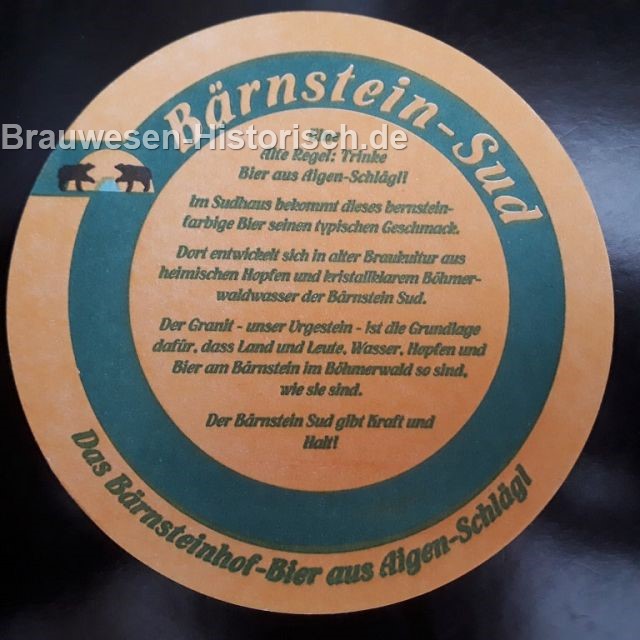 Bärnstein-Sud
Brauwesen-Historisch.de
Alte Regel: Trinke
Bier aus Aigen-Schlägl!
Im Sudhaus bekommt dieses bernstein-
farbige Bier seinen typischen Geschmack.
Dort entwickelt sich in alter Braukultur aus
heimischen Hopfen und kristallklarem Böhmer-
waldwasser der Bärnstein Sud.
Der Granit - unser Urgestein - ist die Grundlage
dafür, dass Land und Leute, Wasser, Hopfen und
Bier am Bärnstein im Böhmerwald so sind,
wie sie sind.
Der Bärnstein Sud gibt Kraft und
Halt!
Das Bärnsteinhof-Bier aus Aigen-Schlägl